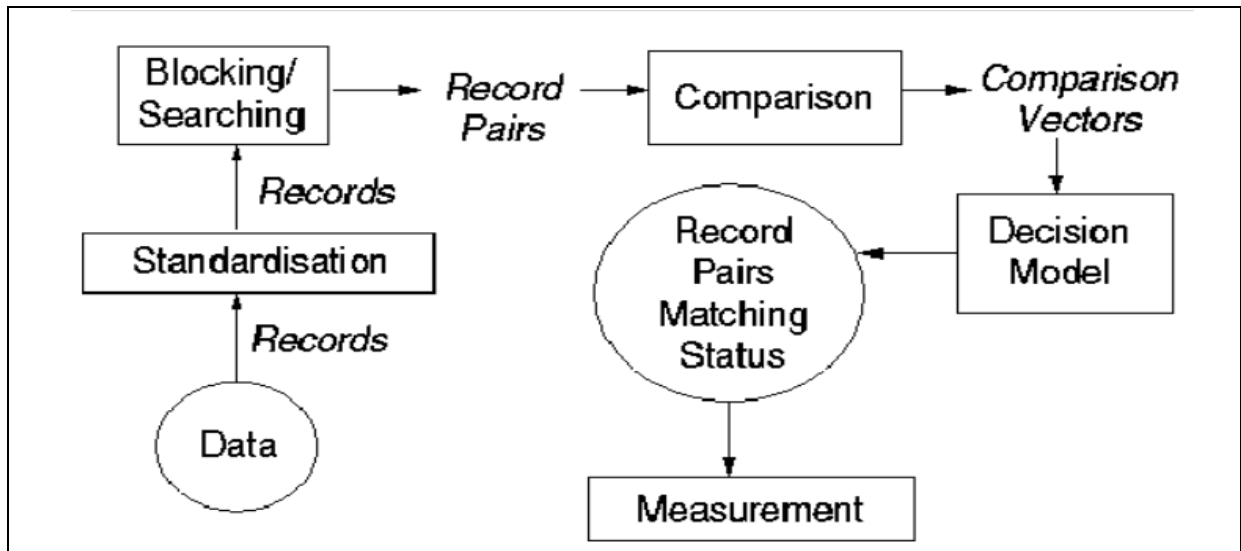 Blocking/
Searching
Record
Pairs
Comparison
Comparison
Vectors
Records
Standardisation
Records
Data
Record
Pairs
Matching
Status
Decision
Model
Measurement